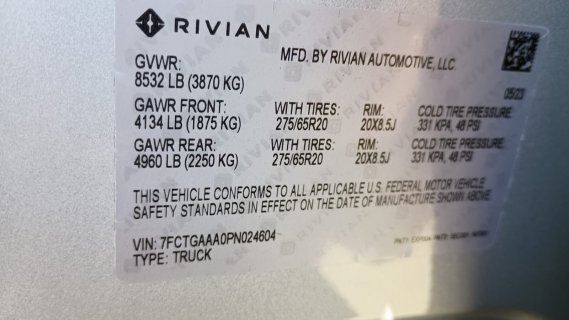 RIVIAN
MFD. BY RIVIAN AUTOMOTIVE, LLC
GVWR:
8532 LB (3870 KG)
05/23
GAWR FRONT: WITH TIRES: RIM: COLD TIRE PRESSURE:
4134 LB (1875 KG) 275/65R20 20X8.5J 331 KPA, 48 PSI
GAWR REAR: WITH TIRES: RIM: COLD TIRE PRESSURE:
4960 LB (2250 KG) 275/65R20 20X8.5J 331 KPA, 48 PSI
THIS VEHICLE CONFORMS TO ALL APPLICABLE U.S. FEDERAL MOTOR VEHICLE
SAFETY STANDARDS IN EFFECT ON THE DATE OF MANUFACTURE SHOWN ABOVE
VIN: 7FCTGAAA0PN024604
TYPE: TRUCK